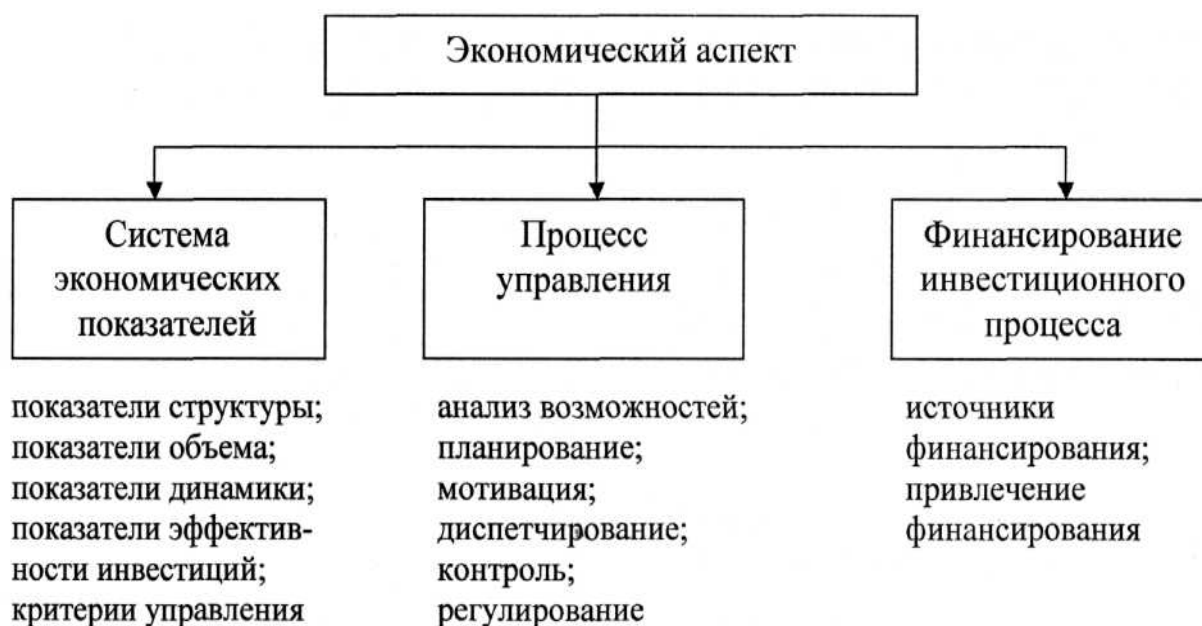 Экономический аспект
Система
экономических
показателей
показатели структуры;
показатели объема;
показатели динамики;
показатели эффектив-
ности инвестиций;
критерии управления
Процесс
управления
анализ возможностей;
планирование;
мотивация;
диспетчирование;
контроль;
регулирование
Финансирование
инвестиционного
процесса
источники
финансирования;
привлечение
финансирования